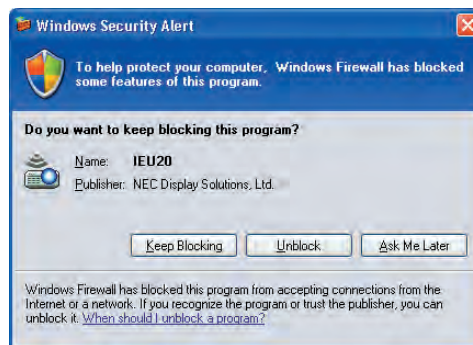 Windows Security Alert
To help protect your computer, Windows Firewall has blocked
some features of this program.
Do you want to keep blocking this program?
Name: IEU20
Publisher: NEC Display Solutions, Ltd.
Keep Blocking Unblock Ask Me Later
Windows Firewall has blocked this program from accepting connections from the
Internet or a network. If you recognize the program or trust the publisher, you can
unblock it. When should I unblock a program?